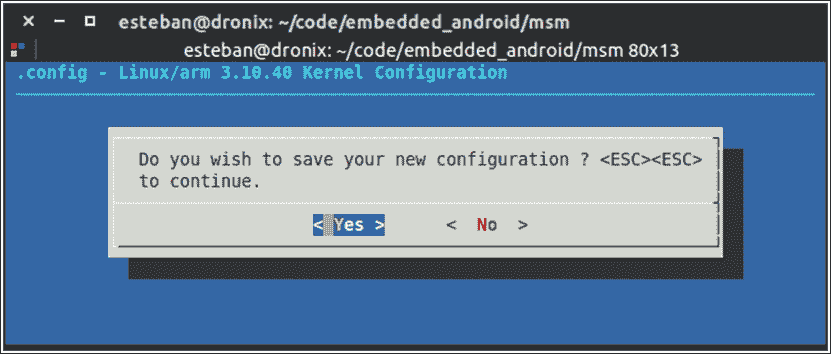 esteban@dronix: ~/code/embedded_android/msm
esteban@dronix: ~/code/embedded_android/msm 80x13
.config - Linux/arm 3.10.40 Kernel Configuration
Do you wish to save your new configuration ? <ESC><ESC>
to continue.
< Yes > < No >